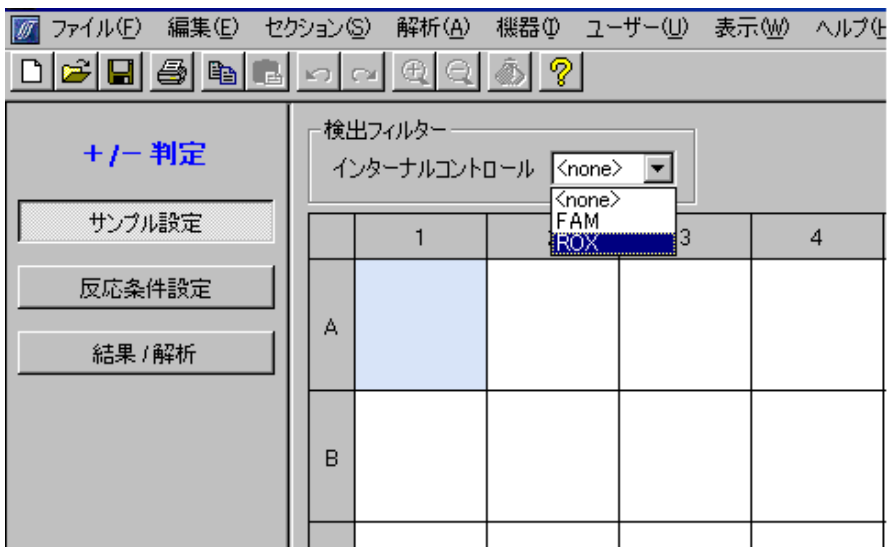 ファイル(F) 編集(E) セクション(S) 解析(A) 機器(I) ユーザー(U) 表示(W) ヘルプ(H
+/− 判定
サンプル設定
反応条件設定
結果 / 解析
検出フィルター
インターナルコントロール <none>
<none>
FAM
ROX
1 3 4
A
B